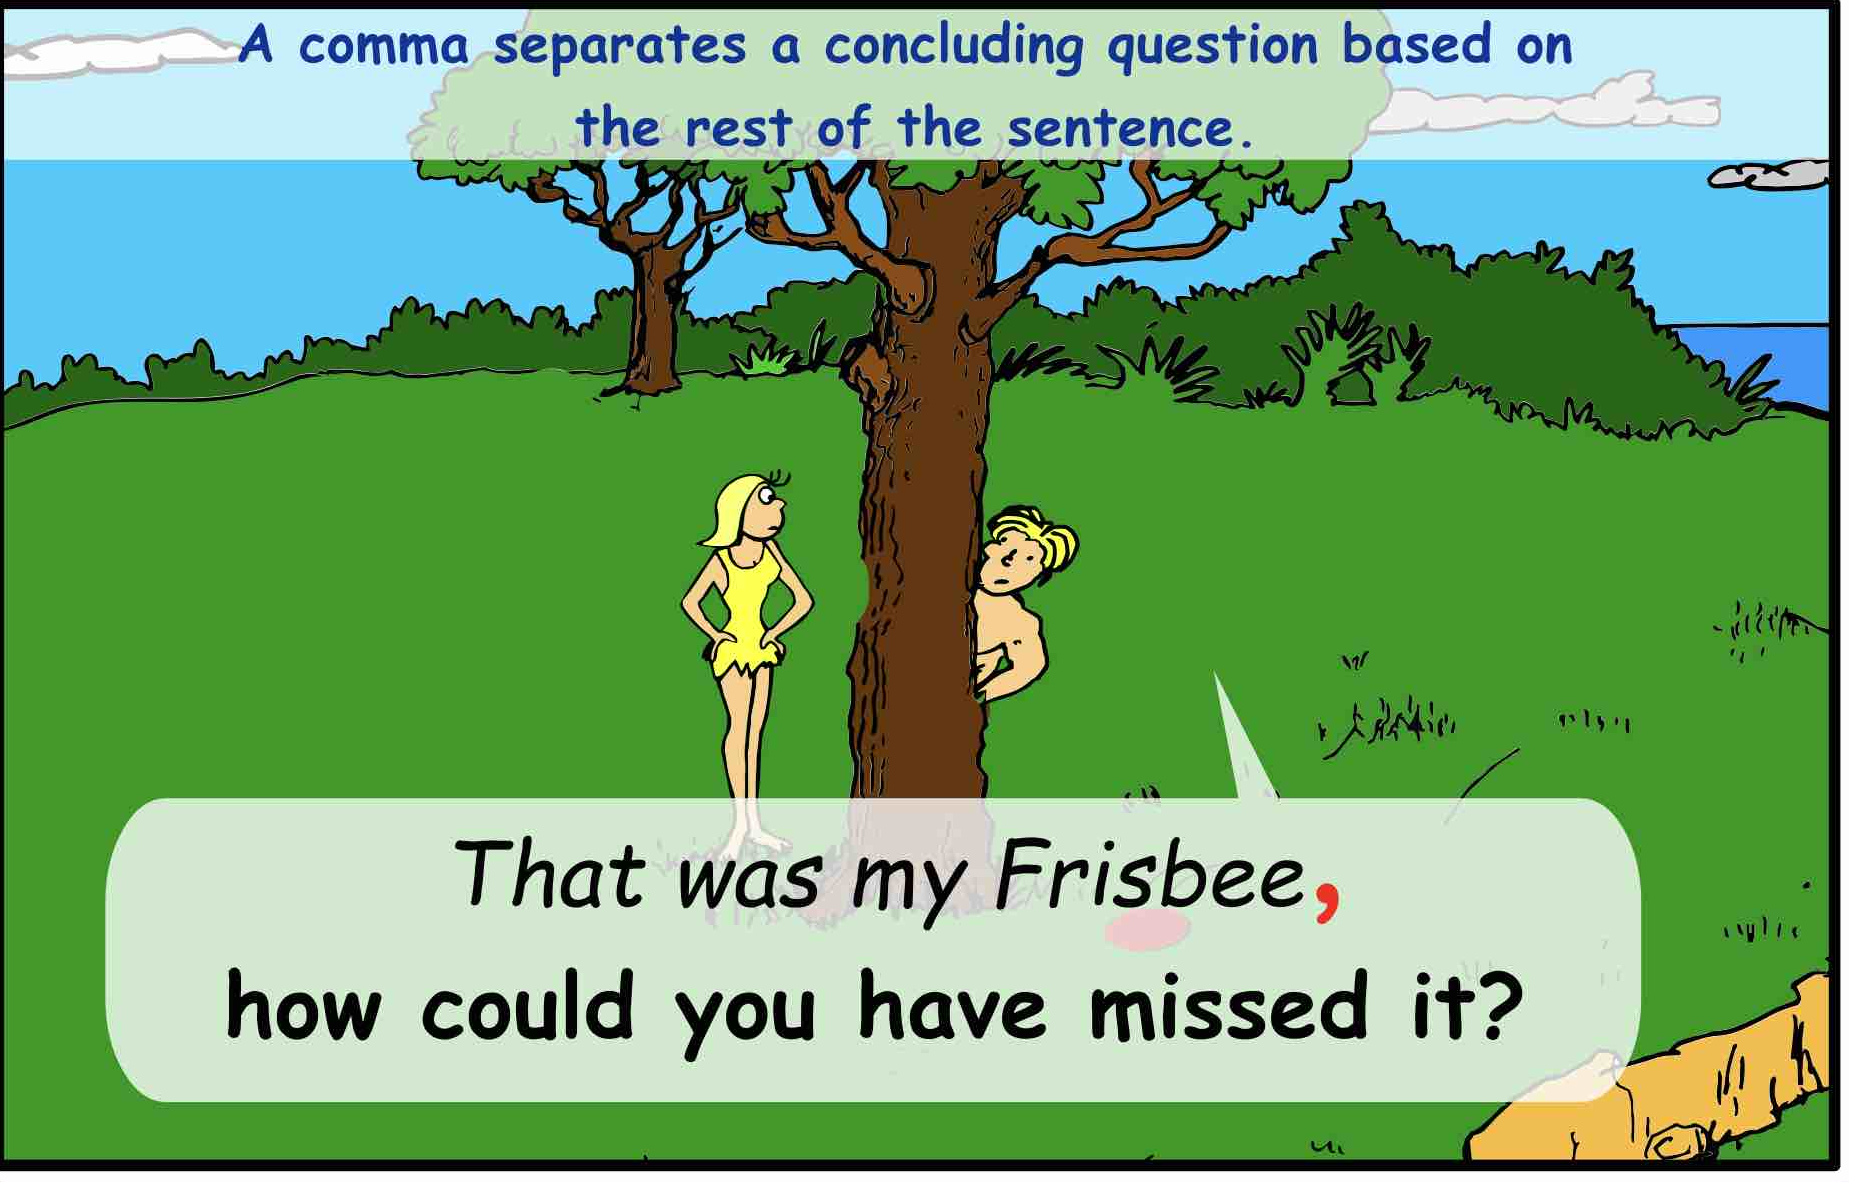 A comma separates a concluding question based on
the rest of the sentence.
That was my Frisbee,
how could you have missed it?